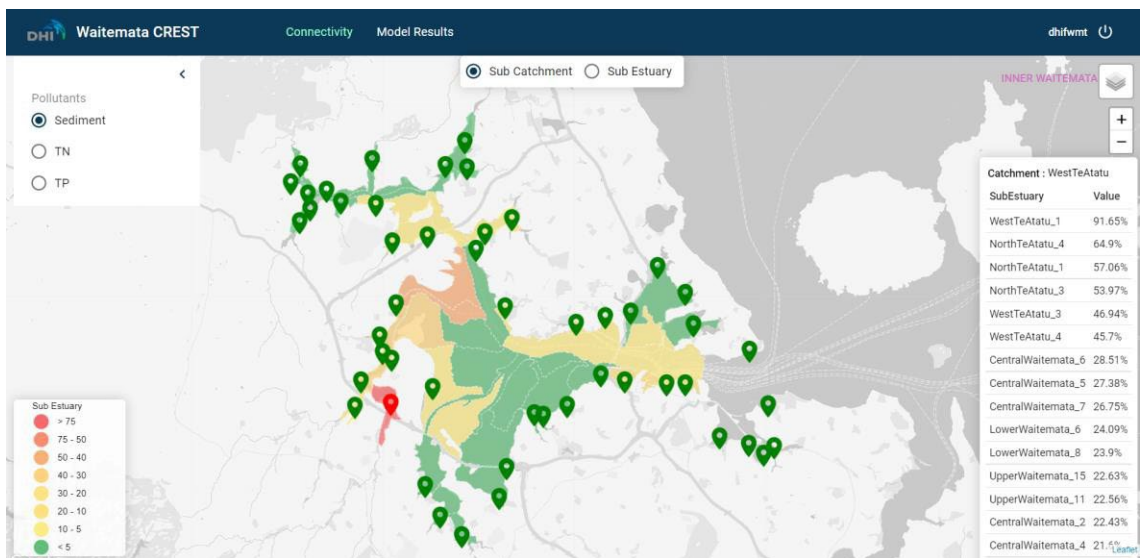 DHI Waitemata CREST Connectivity Model Results dhifwmt
Sub Catchment Sub Estuary
INNER WAITEMATA
Pollutants
Sediment
TN
TP
+
−
Catchment : WestTeAtatu
SubEstuary Value
WestTeAtatu_1 91.65%
NorthTeAtatu_4 64.9%
NorthTeAtatu_1 57.06%
NorthTeAtatu_3 53.97%
WestTeAtatu_3 46.94%
WestTeAtatu_4 45.7%
CentralWaitemata_6 28.51%
CentralWaitemata_5 27.38%
CentralWaitemata_7 26.75%
LowerWaitemata_6 24.09%
LowerWaitemata_8 23.9%
UpperWaitemata_15 22.63%
UpperWaitemata_11 22.56%
CentralWaitemata_2 22.43%
CentralWaitemata_4
Leaflet
Sub Estuary
> 75
75 - 50
50 - 40
40 - 30
30 - 20
20 - 10
10 - 5
< 5